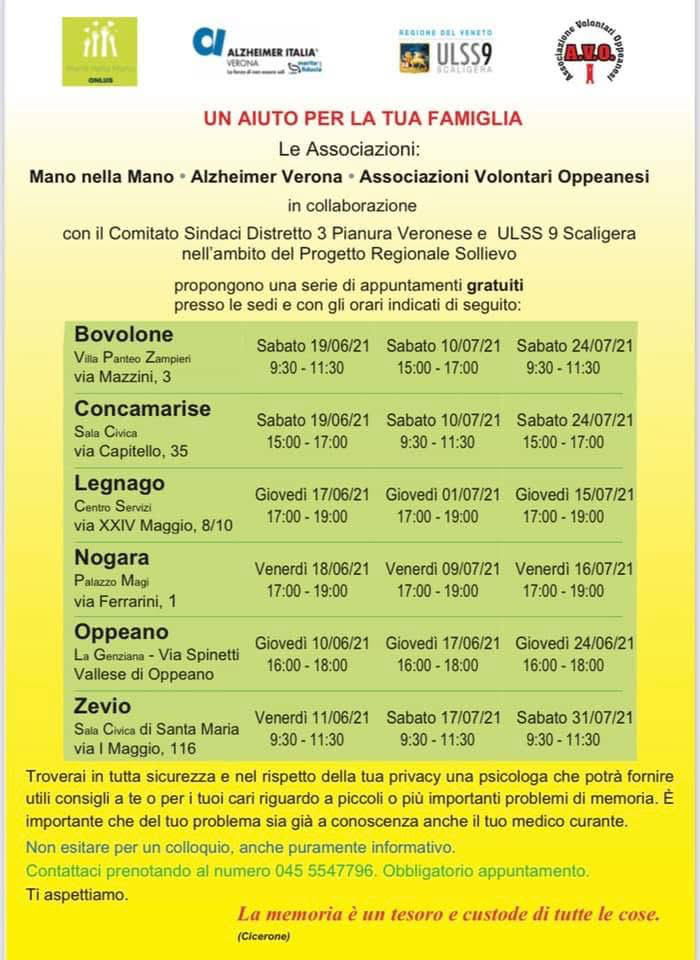 Mano nella Mano
ONLUS
ALZHEIMER ITALIA
VERONA
La forza di non essere soli
merita fiducia
REGIONE DEL VENETO
ULSS9
SCALIGERA
Associazione Volontari Oppeanesi
A.V.O.
UN AIUTO PER LA TUA FAMIGLIA
Le Associazioni:
Mano nella Mano • Alzheimer Verona • Associazioni Volontari Oppeanesi
in collaborazione
con il Comitato Sindaci Distretto 3 Pianura Veronese e ULSS 9 Scaligera
nell'ambito del Progetto Regionale Sollievo
propongono una serie di appuntamenti gratuiti
presso le sedi e con gli orari indicati di seguito:
Bovolone
Villa Panteo Zampieri
via Mazzini, 3
Sabato 19/06/21 Sabato 10/07/21 Sabato 24/07/21
9:30 - 11:30 15:00 - 17:00 9:30 - 11:30
Concamarise
Sala Civica
via Capitello, 35
Sabato 19/06/21 Sabato 10/07/21 Sabato 24/07/21
15:00 - 17:00 9:30 - 11:30 15:00 - 17:00
Legnago
Centro Servizi
via XXIV Maggio, 8/10
Giovedì 17/06/21 Giovedì 01/07/21 Giovedì 15/07/21
17:00 - 19:00 17:00 - 19:00 17:00 - 19:00
Nogara
Palazzo Magi
via Ferrarini, 1
Venerdì 18/06/21 Venerdì 09/07/21 Venerdì 16/07/21
17:00 - 19:00 17:00 - 19:00 17:00 - 19:00
Oppeano
La Genziana - Via Spinetti
Vallese di Oppeano
Giovedì 10/06/21 Giovedì 17/06/21 Giovedì 24/06/21
16:00 - 18:00 16:00 - 18:00 16:00 - 18:00
Zevio
Sala Civica di Santa Maria
via I Maggio, 116
Venerdì 11/06/21 Sabato 17/07/21 Sabato 31/07/21
9:30 - 11:30 9:30 - 11:30 9:30 - 11:30
Troverai in tutta sicurezza e nel rispetto della tua privacy una psicologa che potrà fornire
utili consigli a te o per i tuoi cari riguardo a piccoli o più importanti problemi di memoria. È
importante che del tuo problema sia già a conoscenza anche il tuo medico curante.
Non esitare per un colloquio, anche puramente informativo.
Contattaci prenotando al numero 045 5547796. Obbligatorio appuntamento.
Ti aspettiamo.
La memoria è un tesoro e custode di tutte le cose.
(Cicerone)